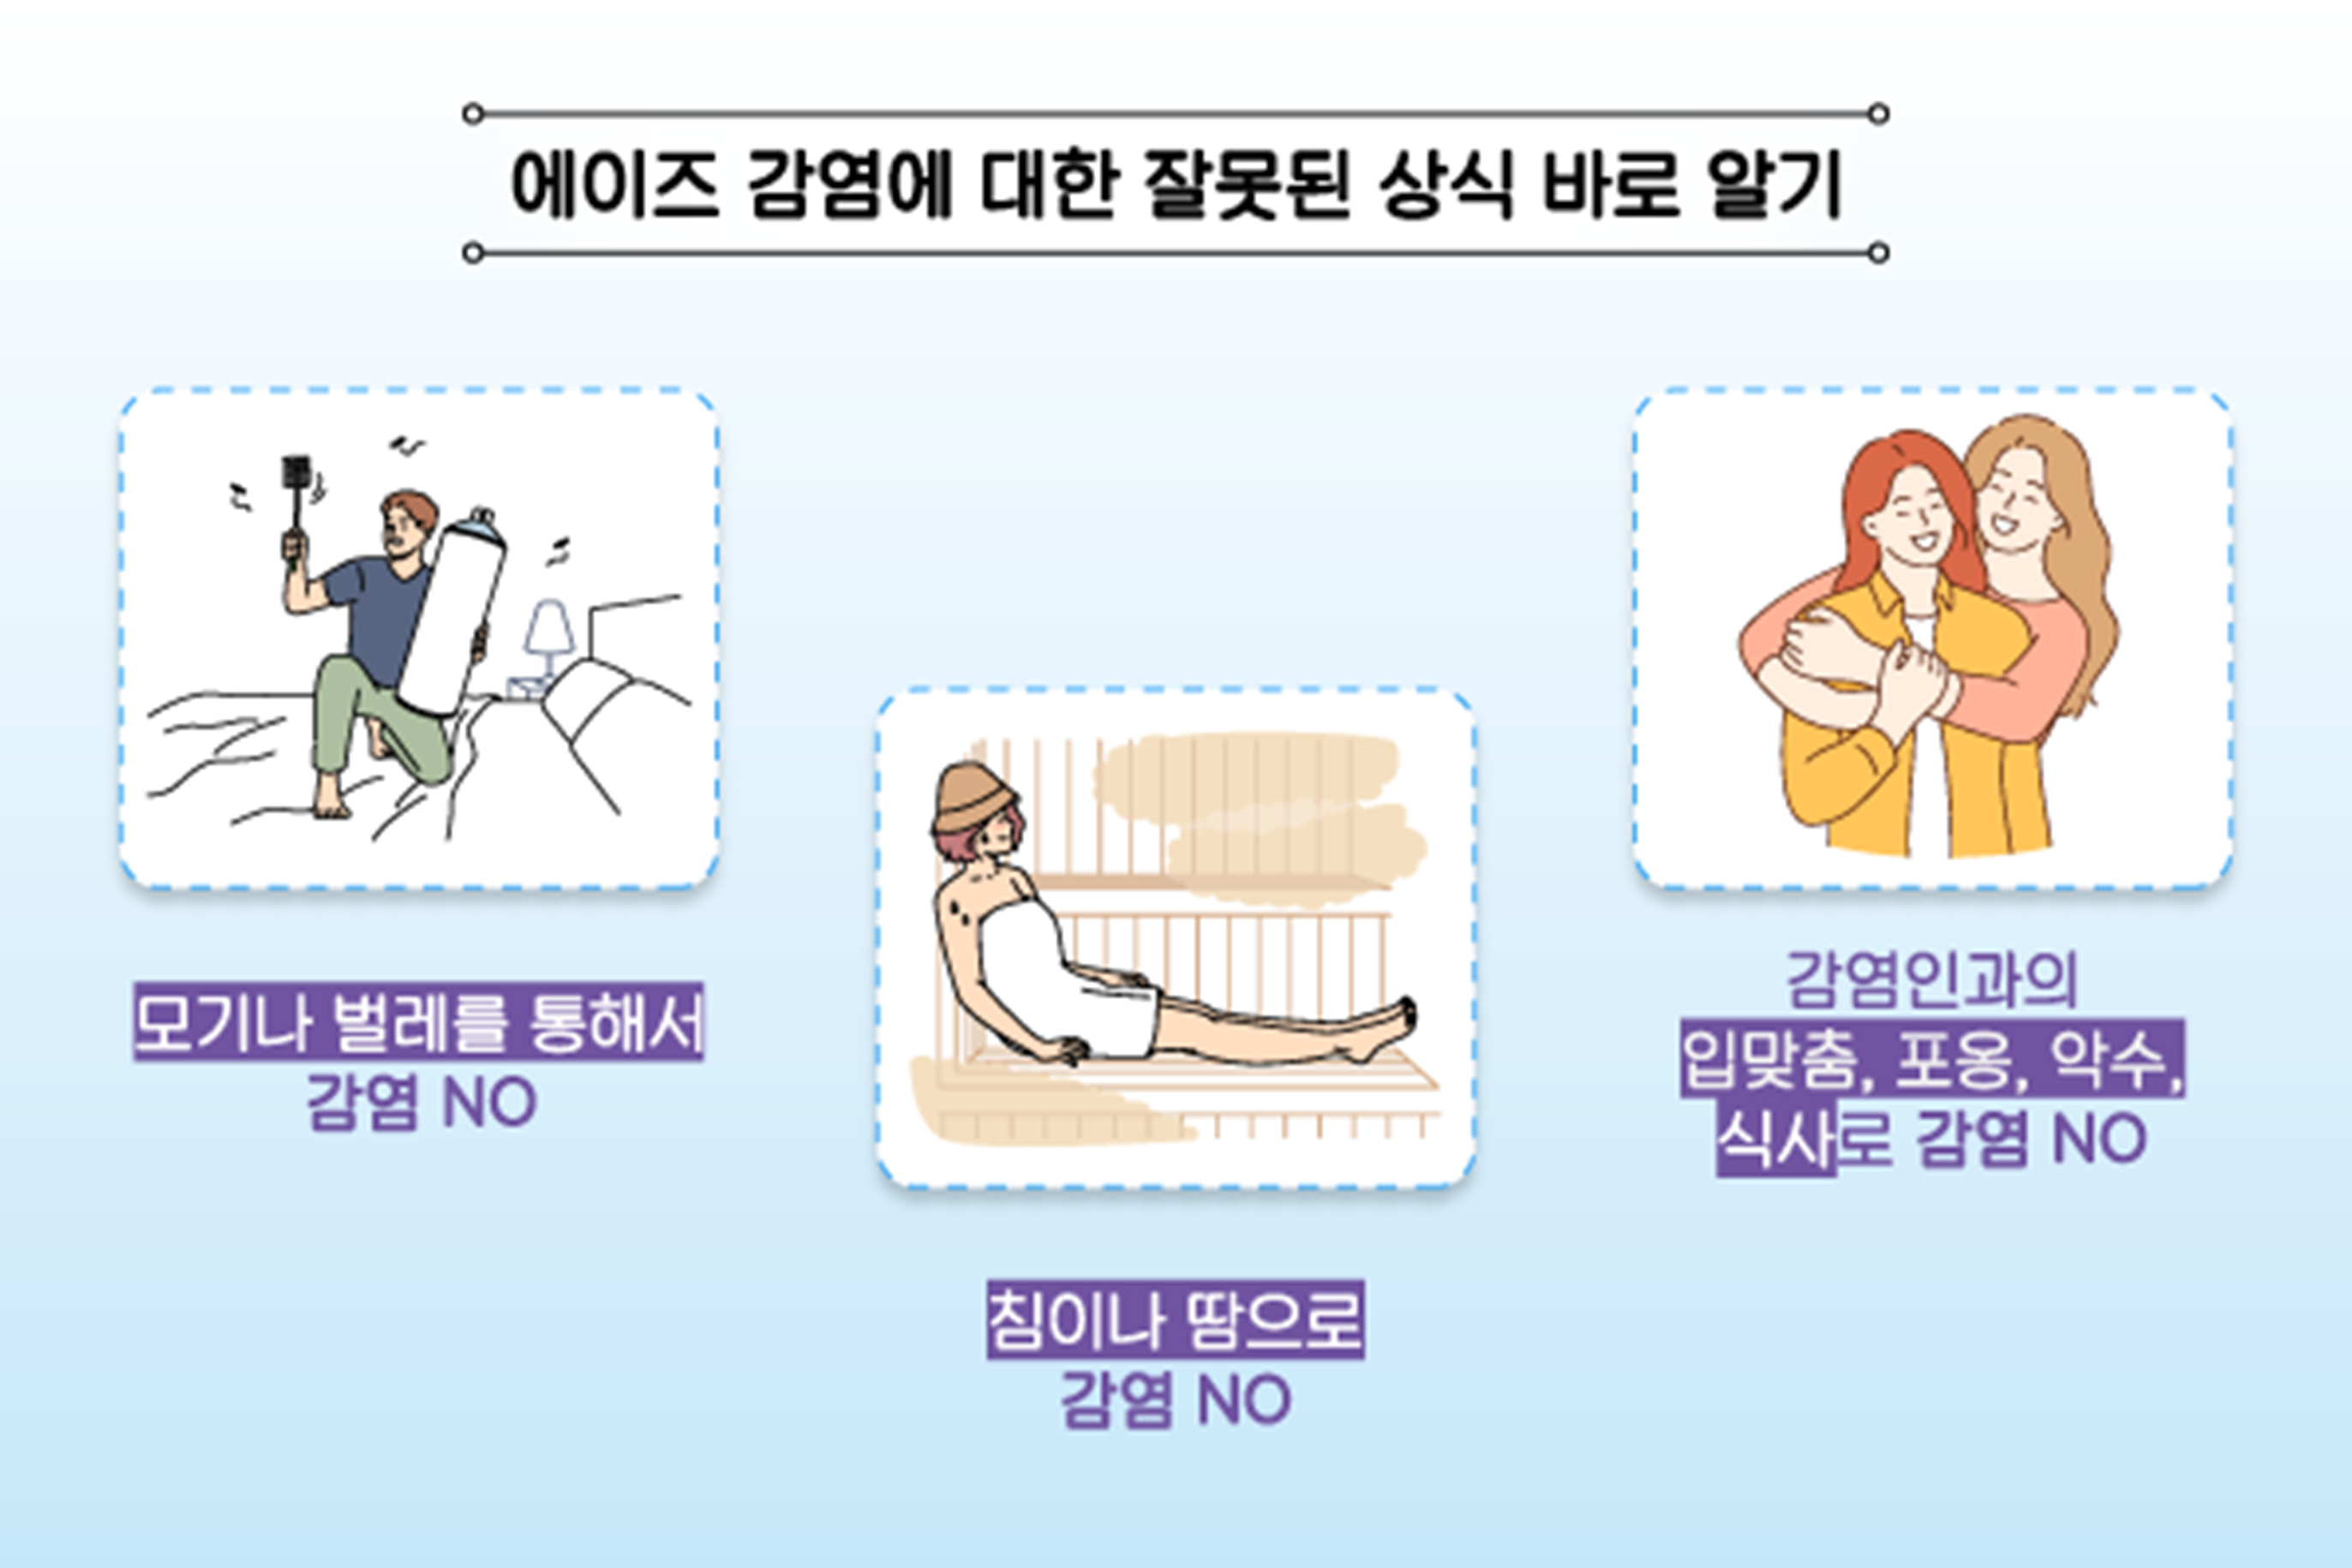 에이즈 감염에 대한 잘못된 상식 바로 알기
모기나 벌레를 통해서
감염 NO
침이나 땀으로
감염 NO
감염인과의
입맞춤, 포옹, 악수,
식사로 감염 NO